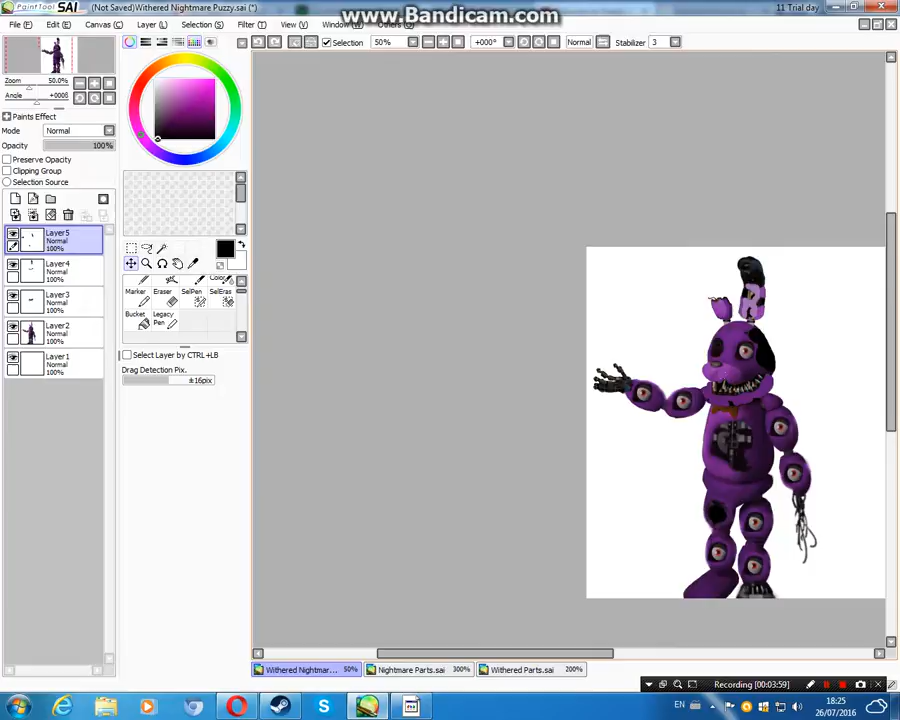 PaintTool SAI (Not Saved)Withered Nightmare Puzzy.sai (*)
www.Bandicam.com
11 Trial day
File (F) Edit (E) Canvas (C) Layer (L) Selection (S) Filter (T) View (V) Window (W) Others (O)
Selection 50% +000° Normal Stabilizer 3
Zoom 50.0%
Angle +000ß
Paints Effect
Mode Normal
Opacity 100%
Preserve Opacity
Clipping Group
Selection Source
Layer5
Normal
100%
Layer4
Normal
100%
Layer3
Normal
100%
Layer2
Normal
100%
Layer1
Normal
100%
Color
Marker Eraser SelPen SelEras
Bucket Legacy
Pen
Select Layer by CTRL+LB
Drag Detection Pix. ±16pix
Withered Nightmar... 50% Nightmare Parts.sai 300% Withered Parts.sai 200%
Recording [00:03:59]
EN
18:25
26/07/2016